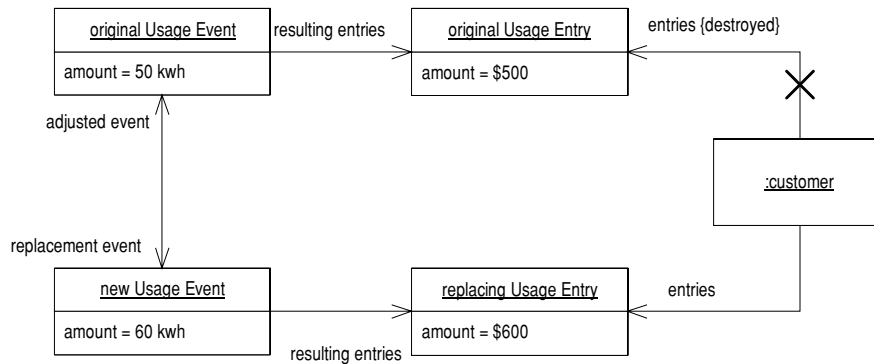 original Usage Event
resulting entries
original Usage Entry
entries {destroyed}
amount = 50 kwh
amount = $500
adjusted event
:customer
replacement event
new Usage Event
replacing Usage Entry
entries
amount = 60 kwh
amount = $600
resulting entries